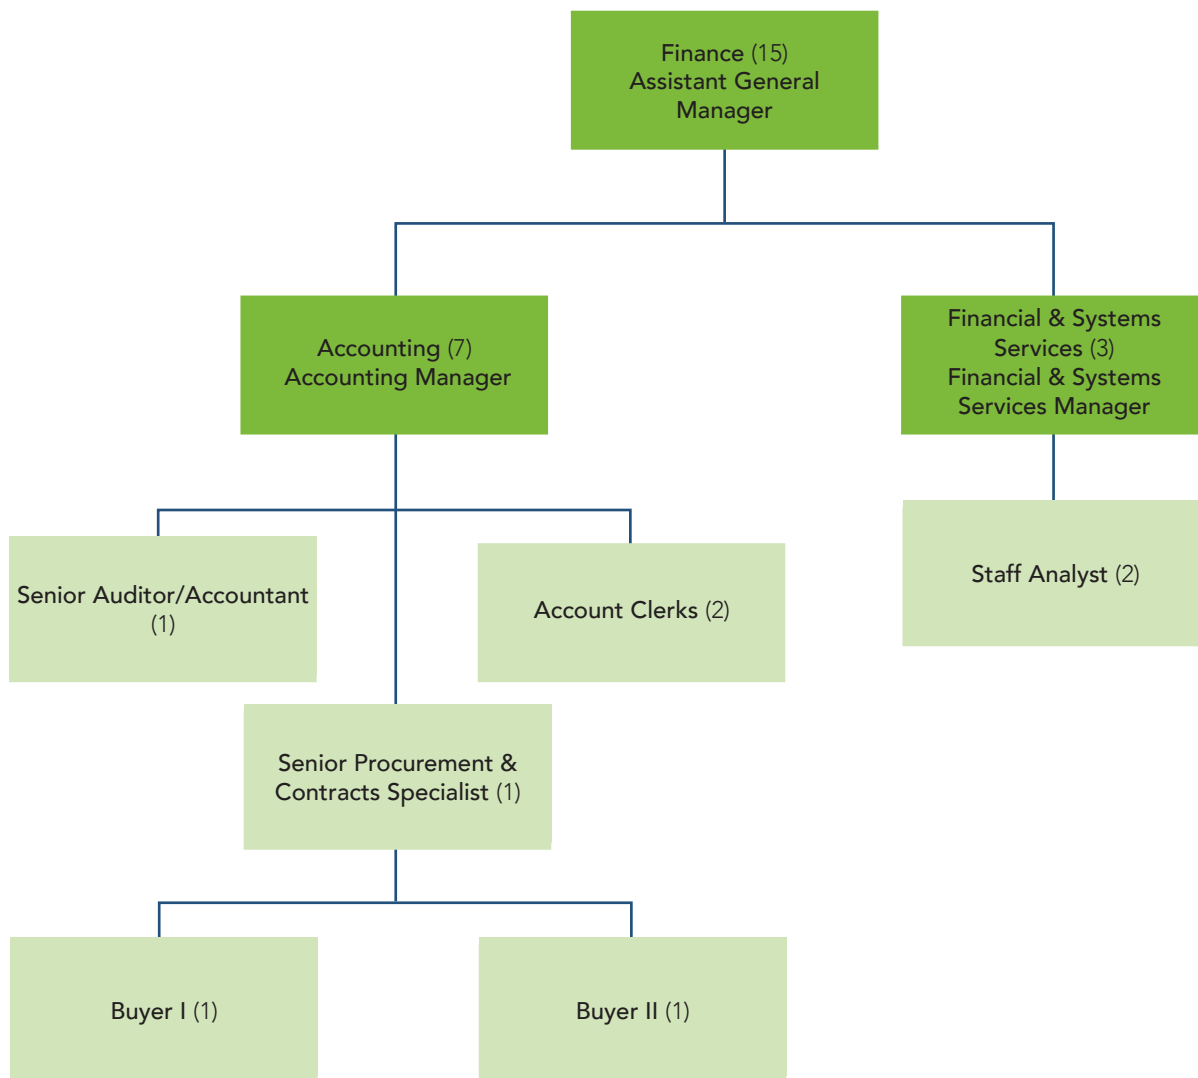 Finance (15)
Assistant General
Manager
Accounting (7)
Accounting Manager
Financial & Systems
Services (3)
Financial & Systems
Services Manager
Senior Auditor/Accountant
(1)
Account Clerks (2)
Staff Analyst (2)
Senior Procurement &
Contracts Specialist (1)
Buyer I (1)
Buyer II (1)